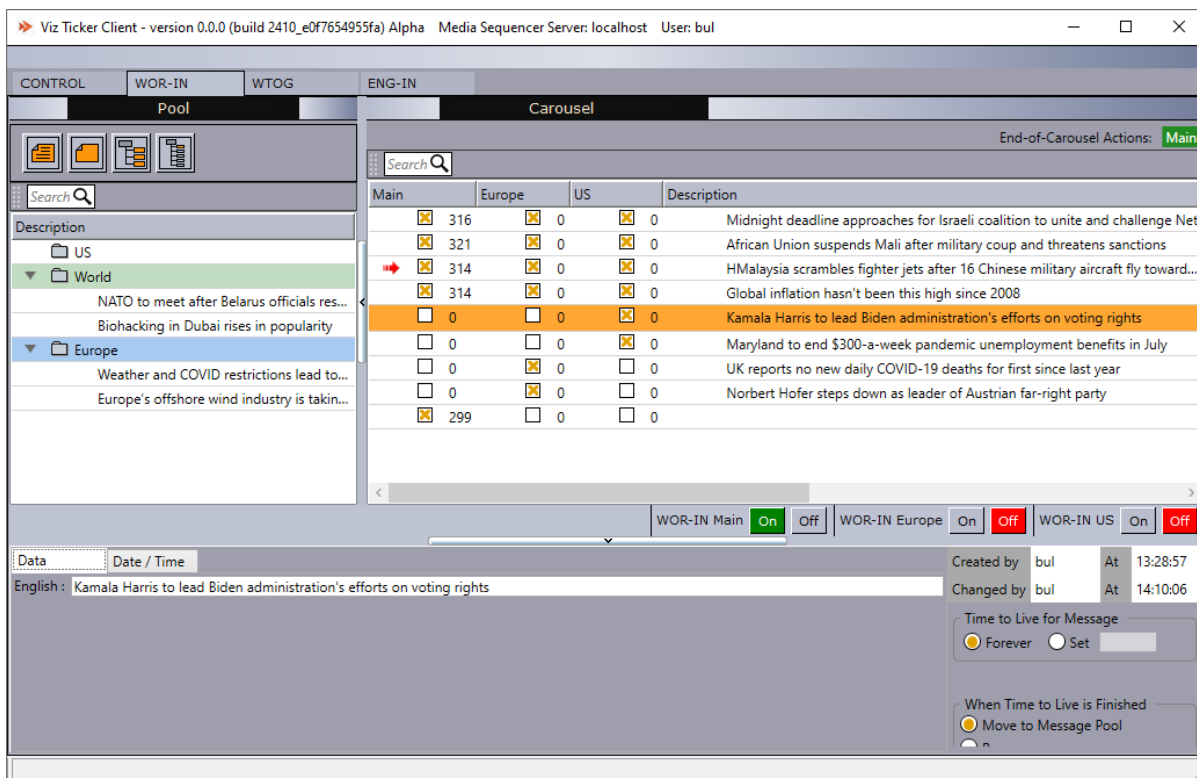 Viz Ticker Client - version 0.0.0 (build 2410_e0f7654955fa) Alpha Media Sequencer Server: localhost User: bul
CONTROL WOR-IN WTOG ENG-IN
Pool
Search
Description
US
World
NATO to meet after Belarus officials res...
Biohacking in Dubai rises in popularity
Europe
Weather and COVID restrictions lead to...
Europe's offshore wind industry is takin...
Carousel
End-of-Carousel Actions: Main
Search
Main Europe US Description
316 0 0 Midnight deadline approaches for Israeli coalition to unite and challenge Net
321 0 0 African Union suspends Mali after military coup and threatens sanctions
314 0 0 HMalaysia scrambles fighter jets after 16 Chinese military aircraft fly toward...
314 0 0 Global inflation hasn't been this high since 2008
0 0 0 Kamala Harris to lead Biden administration's efforts on voting rights
0 0 0 Maryland to end $300-a-week pandemic unemployment benefits in July
0 0 0 UK reports no new daily COVID-19 deaths for first since last year
0 0 0 Norbert Hofer steps down as leader of Austrian far-right party
299 0 0
WOR-IN Main On Off WOR-IN Europe On Off WOR-IN US On Off
Data Date / Time
English : Kamala Harris to lead Biden administration's efforts on voting rights
Created by bul At 13:28:57
Changed by bul At 14:10:06
Time to Live for Message
Forever Set
When Time to Live is Finished
Move to Message Pool